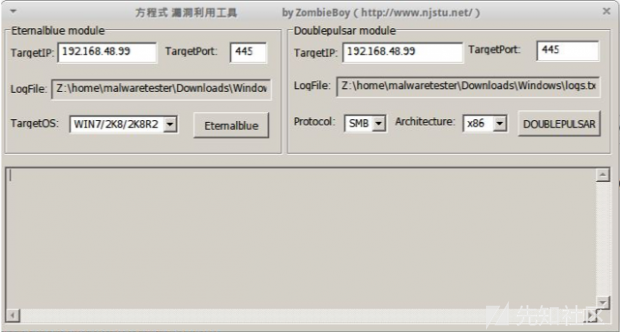 方程式 漏洞利用工具 by ZombieBoy ( http://www.njstu.net/ )
Eternalblue module
TargetIP: 192.168.48.99 TargetPort: 445
LogFile: Z:\home\malwaretester\Downloads\Window
TargetOS: WIN7/2K8/2K8R2 Eternalblue
Doublepulsar module
TargetIP: 192.168.48.99 TargetPort: 445
LogFile: Z:\home\malwaretester\Downloads\Windows\logs.tx
Protocol: SMB Architecture: x86 DOUBLEPULSAR
先知社区